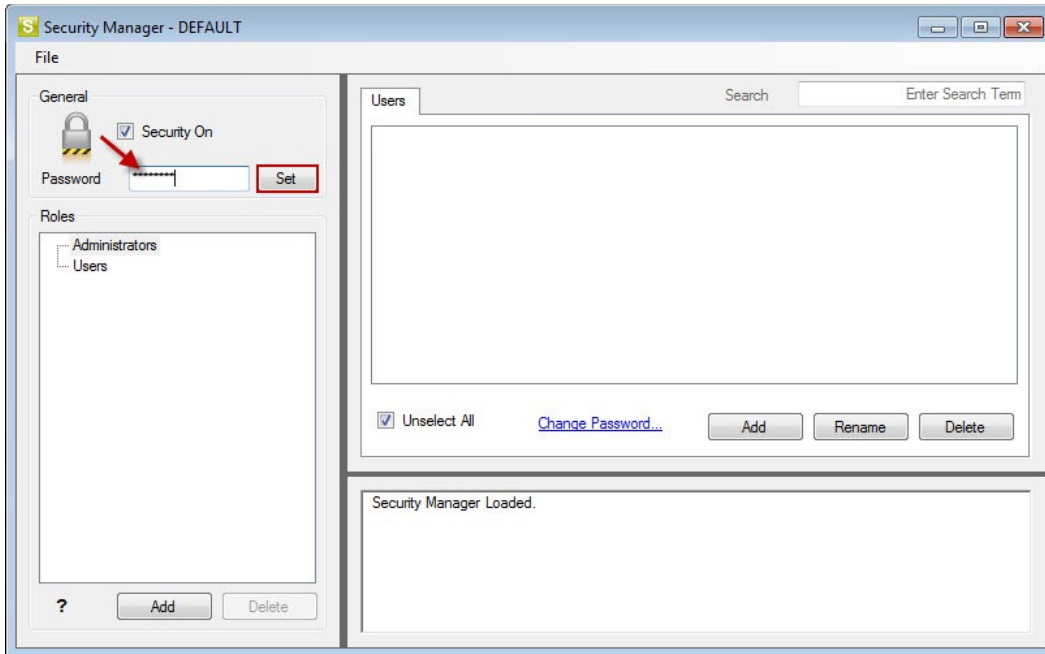 S Security Manager - DEFAULT
File
General
Security On
Password ******** Set
Roles
Administrators
Users
? Add Delete
Users Search Enter Search Term
Unselect All Change Password... Add Rename Delete
Security Manager Loaded.